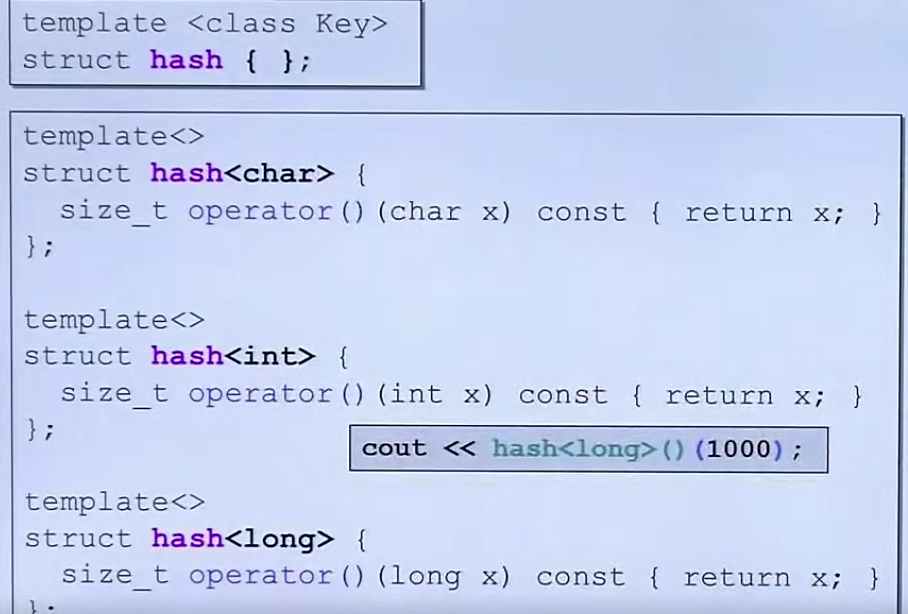 template <class Key>
struct hash { };
template<>
struct hash<char> {
  size_t operator()(char x) const { return x; }
};
template<>
struct hash<int> {
  size_t operator()(int x) const { return x; }
};
cout << hash<long>()(1000);
template<>
struct hash<long> {
  size_t operator()(long x) const { return x; }
};